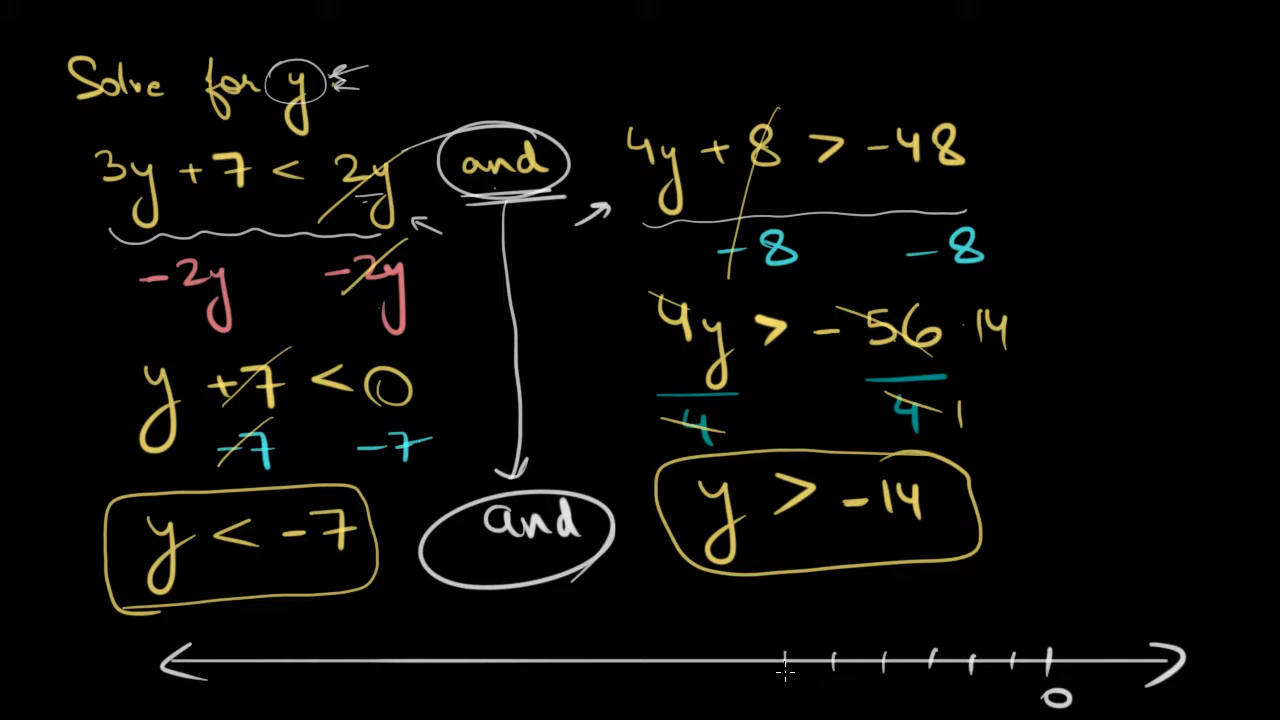 Solve for y
3y + 7 < 2y and 4y + 8 > -48
-2y -2y -8 -8
4y > -56 14
y +7 < 0 4 4 1
-7 -7
y < -7 and y > -14
0